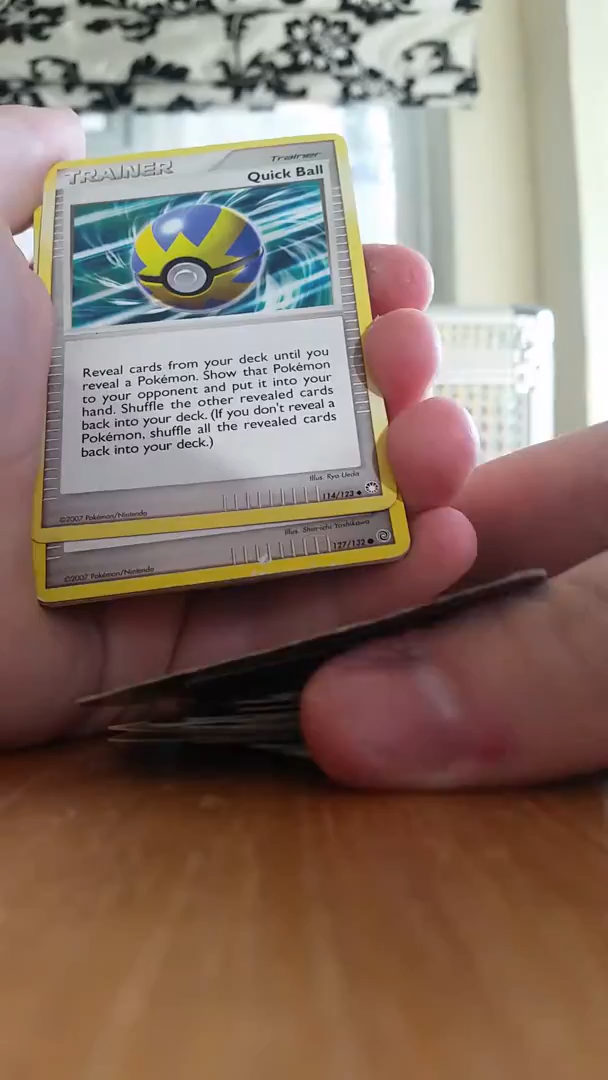 TRAINER
Trainer
Quick Ball
Reveal cards from your deck until you
reveal a Pokémon. Show that Pokémon
to your opponent and put it into your
hand. Shuffle the other revealed cards
back into your deck. (If you don't reveal a
Pokémon, shuffle all the revealed cards
back into your deck.)
Illus. Ryo Ueda
114/123
©2007 Pokémon/Nintendo
Illus. Shin-ichi Yoshikawa
127/132
©2007 Pokémon/Nintendo